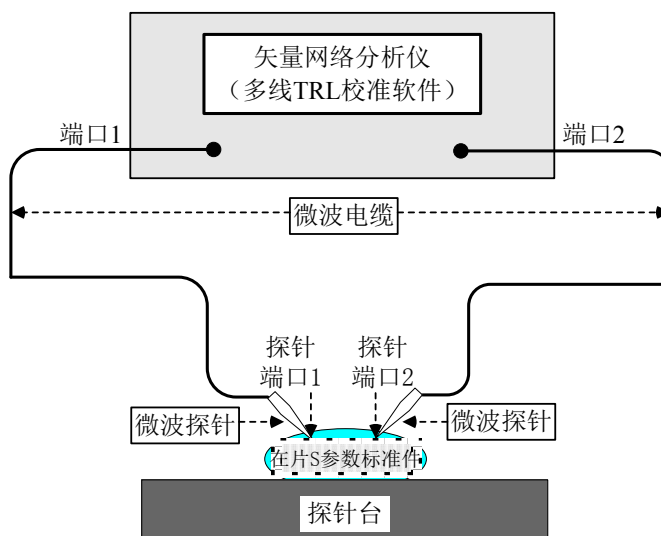 矢量网络分析仪
（多线TRL校准软件）
端口1
端口2
微波电缆
探针
端口1
探针
端口2
微波探针
微波探针
在片S参数标准件
探针台